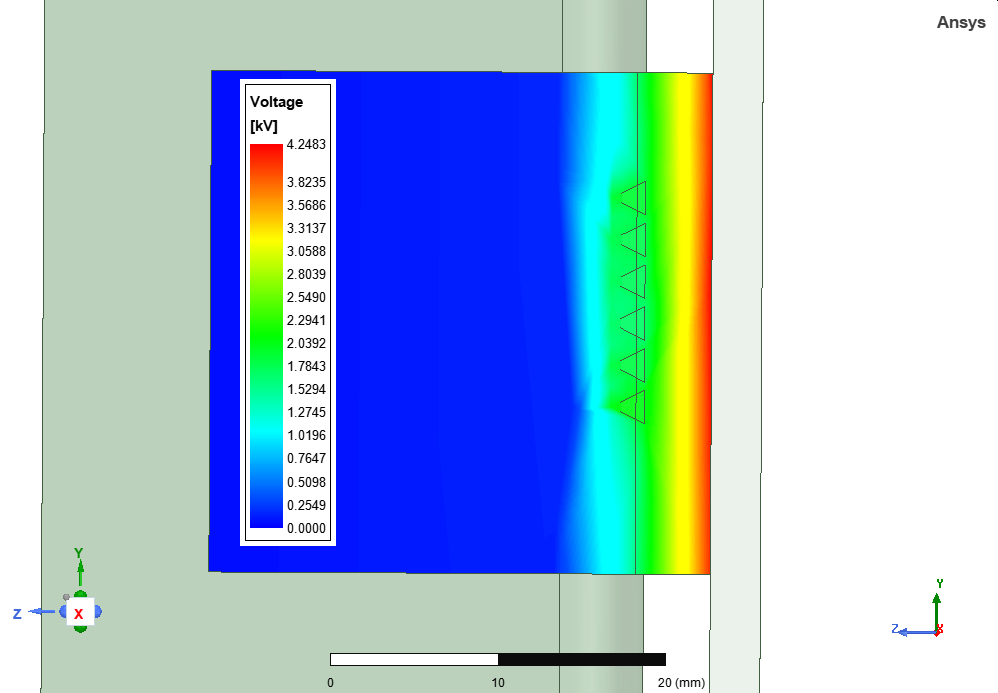 Ansys
Voltage
[kV]
4.2483
3.8235
3.5686
3.3137
3.0588
2.8039
2.5490
2.2941
2.0392
1.7843
1.5294
1.2745
1.0196
0.7647
0.5098
0.2549
0.0000
Y
Z
X
Y
Z
X
0
10
20 (mm)